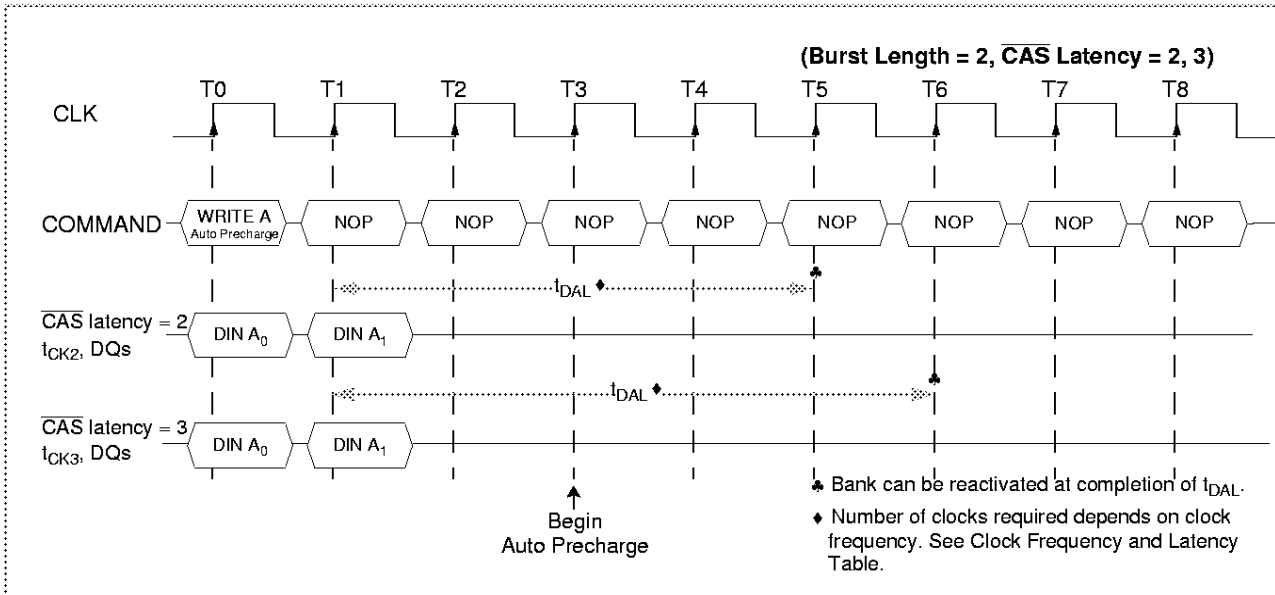 (Burst Length = 2, CAS Latency = 2, 3)
T0 T1 T2 T3 T4 T5 T6 T7 T8
CLK
COMMAND
WRITE A
Auto Precharge
NOP NOP NOP NOP NOP NOP NOP NOP
♣
tDAL ♦
CAS latency = 2
tCK2, DQs
DIN A0 DIN A1
♣
tDAL ♦
CAS latency = 3
tCK3, DQs
DIN A0 DIN A1
Begin
Auto Precharge
♣ Bank can be reactivated at completion of tDAL.
♦ Number of clocks required depends on clock
frequency. See Clock Frequency and Latency
Table.